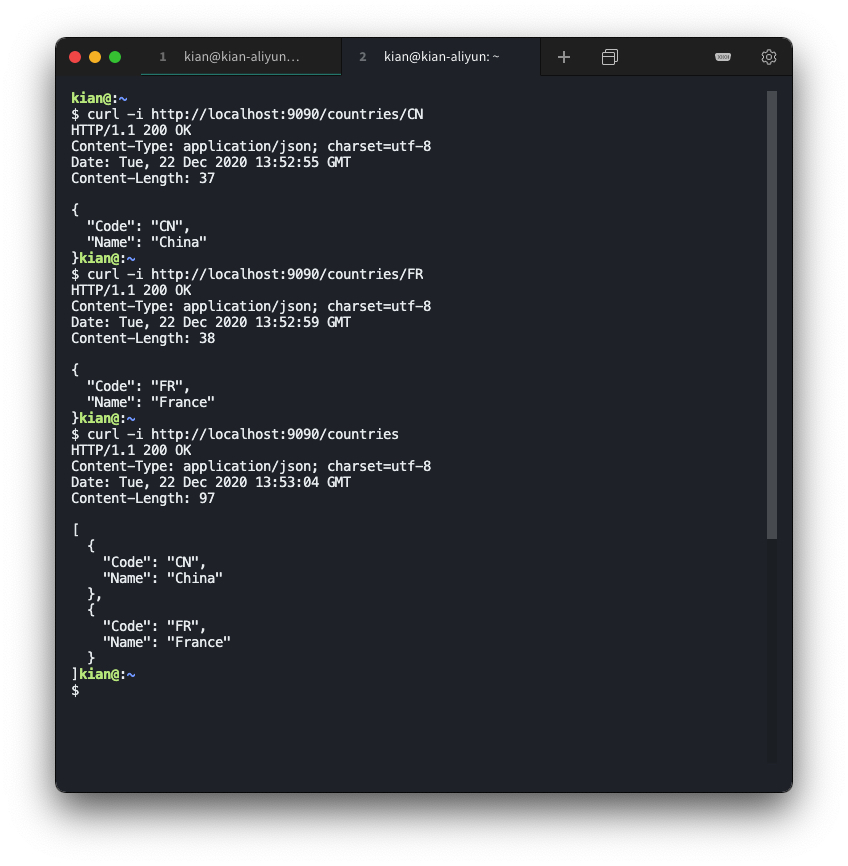 1 kian@kian-aliyun...
2 kian@kian-aliyun: ~
kian@:~
$ curl -i http://localhost:9090/countries/CN
HTTP/1.1 200 OK
Content-Type: application/json; charset=utf-8
Date: Tue, 22 Dec 2020 13:52:55 GMT
Content-Length: 37

{
  "Code": "CN",
  "Name": "China"
}kian@:~
$ curl -i http://localhost:9090/countries/FR
HTTP/1.1 200 OK
Content-Type: application/json; charset=utf-8
Date: Tue, 22 Dec 2020 13:52:59 GMT
Content-Length: 38

{
  "Code": "FR",
  "Name": "France"
}kian@:~
$ curl -i http://localhost:9090/countries
HTTP/1.1 200 OK
Content-Type: application/json; charset=utf-8
Date: Tue, 22 Dec 2020 13:53:04 GMT
Content-Length: 97

[
  {
    "Code": "CN",
    "Name": "China"
  },
  {
    "Code": "FR",
    "Name": "France"
  }
]kian@:~
$